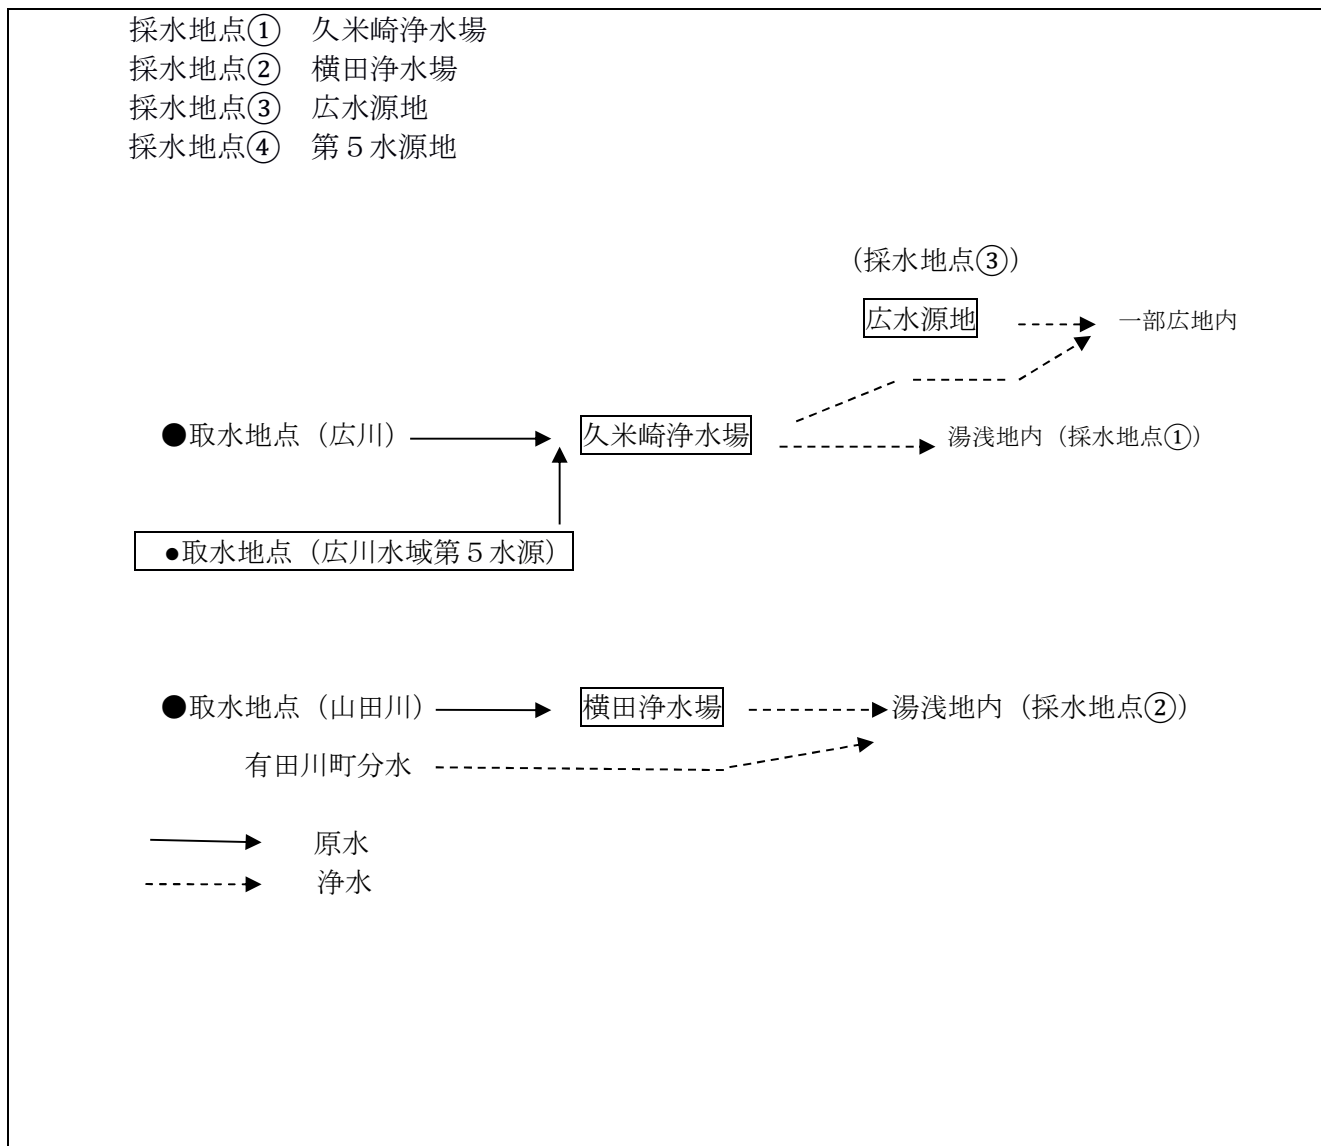 採水地点① 久米崎浄水場
採水地点② 横田浄水場
採水地点③ 広水源地
採水地点④ 第５水源地
（採水地点③）
広水源地
一部広地内
●取水地点（広川）
久米崎浄水場
湯浅地内（採水地点①）
●取水地点（広川水域第５水源）
●取水地点（山田川）
横田浄水場
湯浅地内（採水地点②）
有田川町分水
原水
浄水